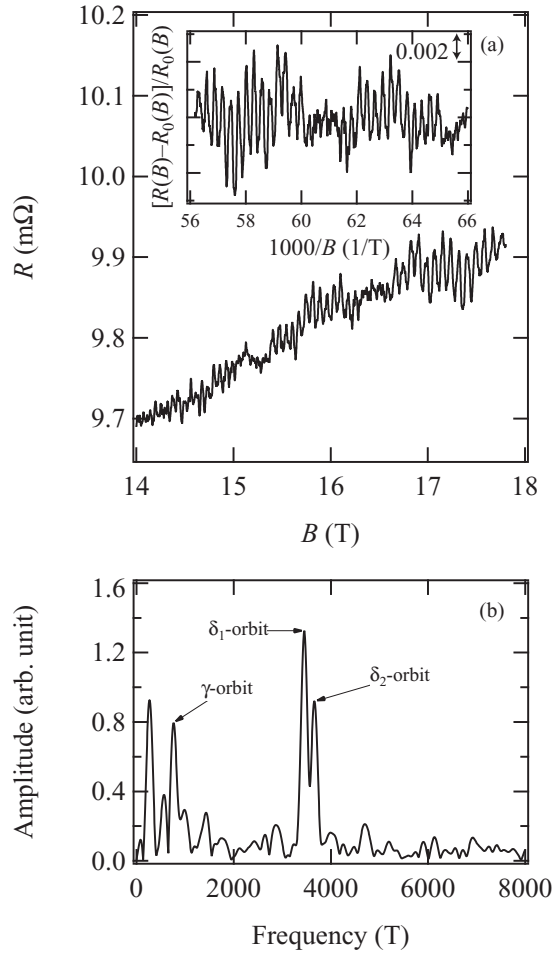 10.2
10.1
10.0
9.9
9.8
9.7
R (mΩ)
[R(B)–R₀(B)]/R₀(B)
0.002
(a)
56 58 60 62 64 66
1000/B (1/T)
14 15 16 17 18
B (T)
1.6
1.2
0.8
0.4
0.0
Amplitude (arb. unit)
(b)
δ₁-orbit
δ₂-orbit
γ-orbit
0 2000 4000 6000 8000
Frequency (T)